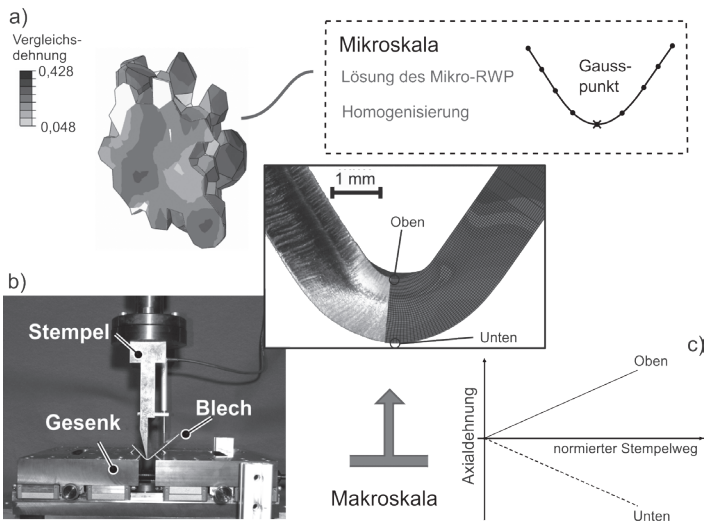 a)
Vergleichs-
dehnung
0,428
0,048
Mikroskala
Lösung des Mikro-RWP
Homogenisierung
Gauss-
punkt
1 mm
Oben
Unten
b)
Stempel
Gesenk
Blech
Makroskala
c)
Axialdehnung
Oben
normierter Stempelweg
Unten